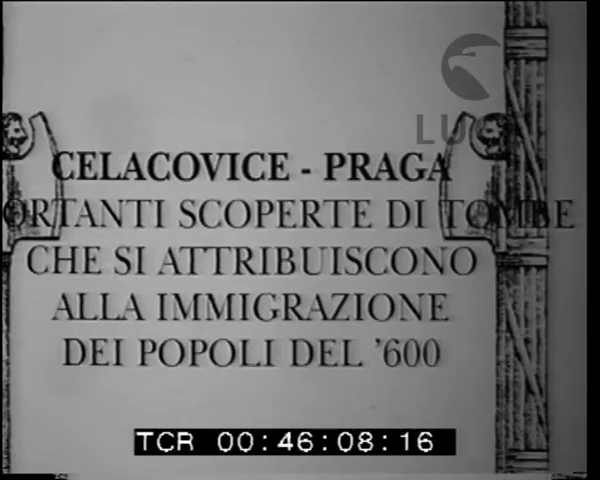 LUC
CELACOVICE - PRAGA
ORTANTI SCOPERTE DI TOMBE
CHE SI ATTRIBUISCONO
ALLA IMMIGRAZIONE
DEI POPOLI DEL '600
TCR 00:46:08:16